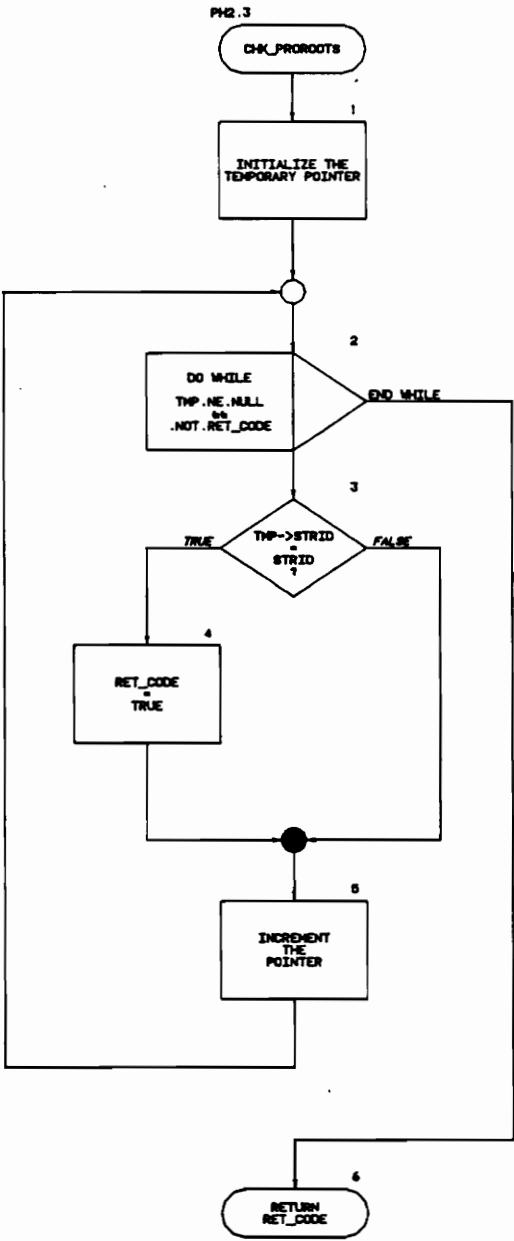 PH2.3
CHK_PROROOTS
1
INITIALIZE THE
TEMPORARY POINTER
2
DO WHILE
TMP.NE.NULL
&&
.NOT.RET_CODE
END WHILE
3
TMP->STRID
=
STRID
?
TRUE
FALSE
4
RET_CODE
=
TRUE
5
INCREMENT
THE
POINTER
6
RETURN
RET_CODE